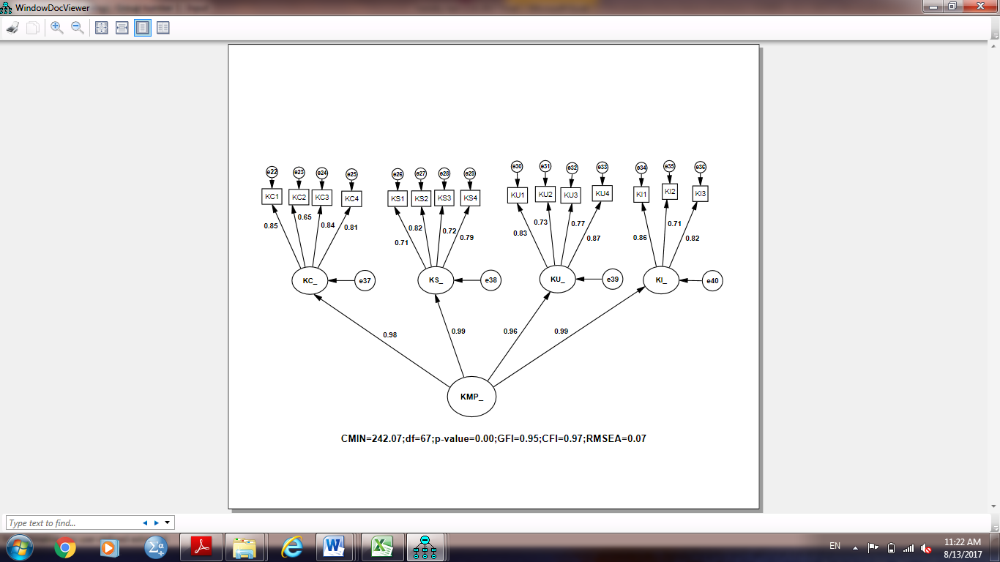 WindowDocViewer
e22 e23 e24 e25 e26 e27 e28 e29 e30 e31 e32 e33 e34 e35 e36
KC1 KC2 KC3 KC4 KS1 KS2 KS3 KS4 KU1 KU2 KU3 KU4 KI1 KI2 KI3
0.85 0.65 0.84 0.81 0.71 0.82 0.72 0.79 0.83 0.73 0.77 0.87 0.86 0.71 0.82
KC_ e37 KS_ e38 KU_ e39 KI_ e40
0.98 0.99 0.96 0.99
KMP_
CMIN=242.07;df=67;p-value=0.00;GFI=0.95;CFI=0.97;RMSEA=0.07
Type text to find...
EN
11:22 AM
8/13/2017